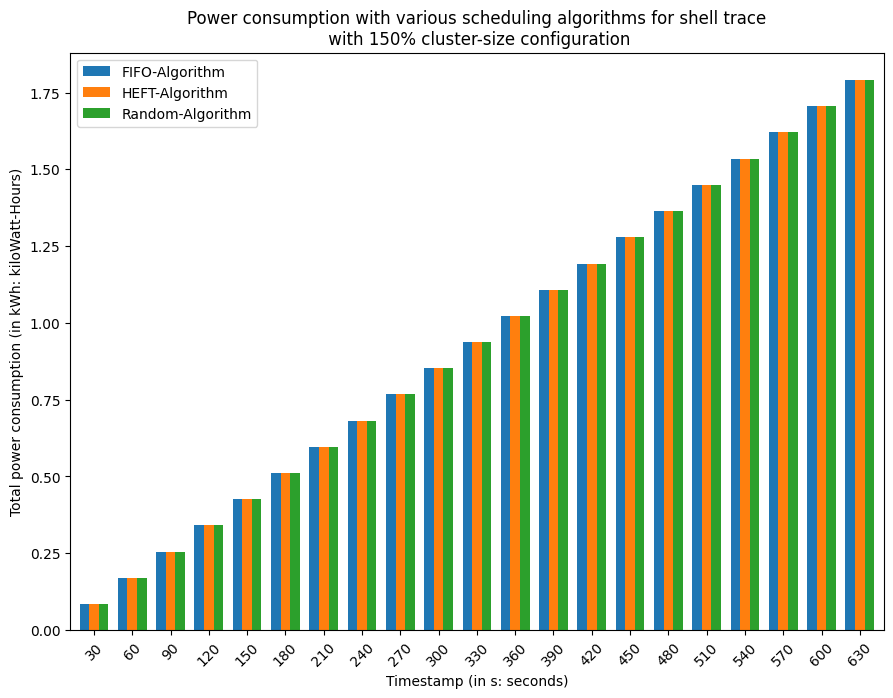 Power consumption with various scheduling algorithms for shell trace
with 150% cluster-size configuration
FIFO-Algorithm
HEFT-Algorithm
Random-Algorithm
Total power consumption (in kWh: kiloWatt-Hours)
1.75
1.50
1.25
1.00
0.75
0.50
0.25
0.00
30 60 90 120 150 180 210 240 270 300 330 360 390 420 450 480 510 540 570 600 630
Timestamp (in s: seconds)